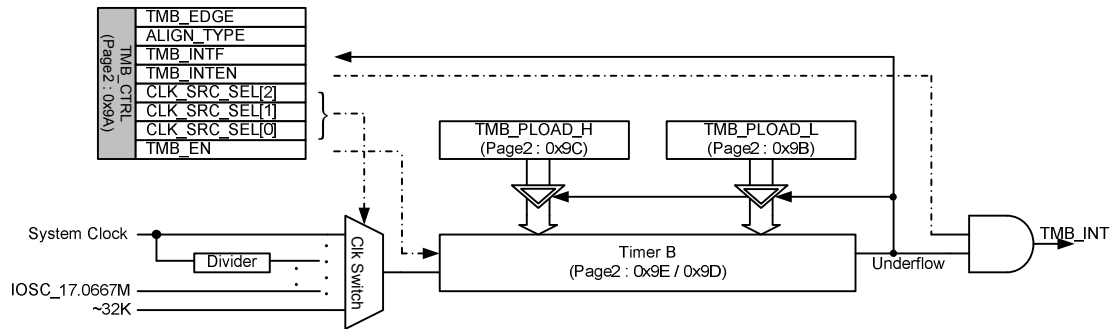 TMB_CTRL
(Page2 : 0x9A)
TMB_EDGE
ALIGN_TYPE
TMB_INTF
TMB_INTEN
CLK_SRC_SEL[2]
CLK_SRC_SEL[1]
CLK_SRC_SEL[0]
TMB_EN
TMB_PLOAD_H
(Page2 : 0x9C)
TMB_PLOAD_L
(Page2 : 0x9B)
System Clock
Divider
IOSC_17.0667M
~32K
Clk Switch
Timer B
(Page2 : 0x9E / 0x9D)
Underflow
TMB_INT